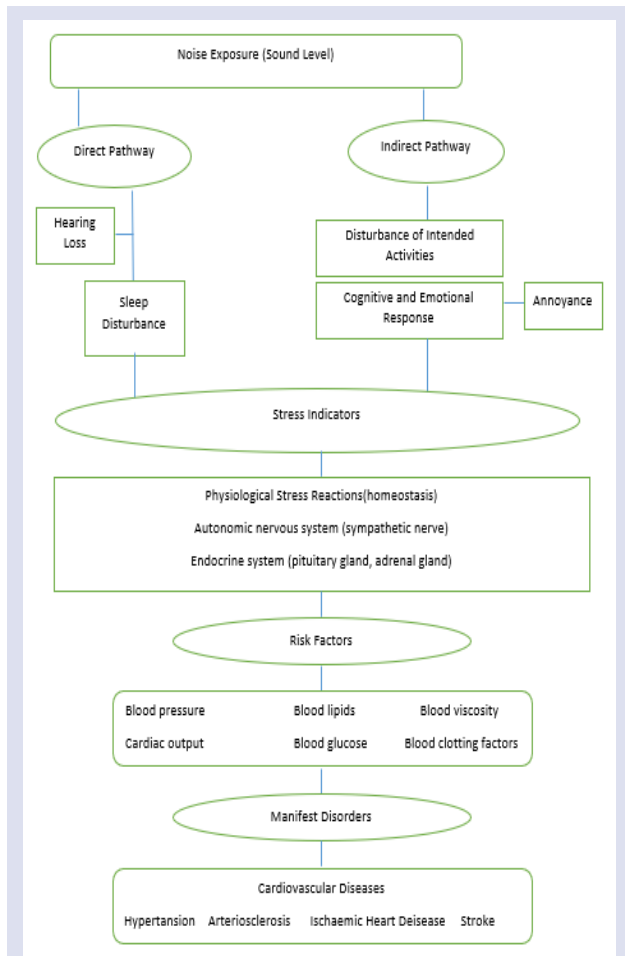 Noise Exposure (Sound Level)
Direct Pathway
Indirect Pathway
Hearing
Loss
Disturbance of Intended
Activities
Sleep
Disturbance
Cognitive and Emotional
Response
Annoyance
Stress Indicators
Physiological Stress Reactions(homeostasis)
Autonomic nervous system (sympathetic nerve)
Endocrine system (pituitary gland, adrenal gland)
Risk Factors
Blood pressure Blood lipids Blood viscosity
Cardiac output Blood glucose Blood clotting factors
Manifest Disorders
Cardiovascular Diseases
Hypertansion Arteriosclerosis Ischaemic Heart Deisease Stroke